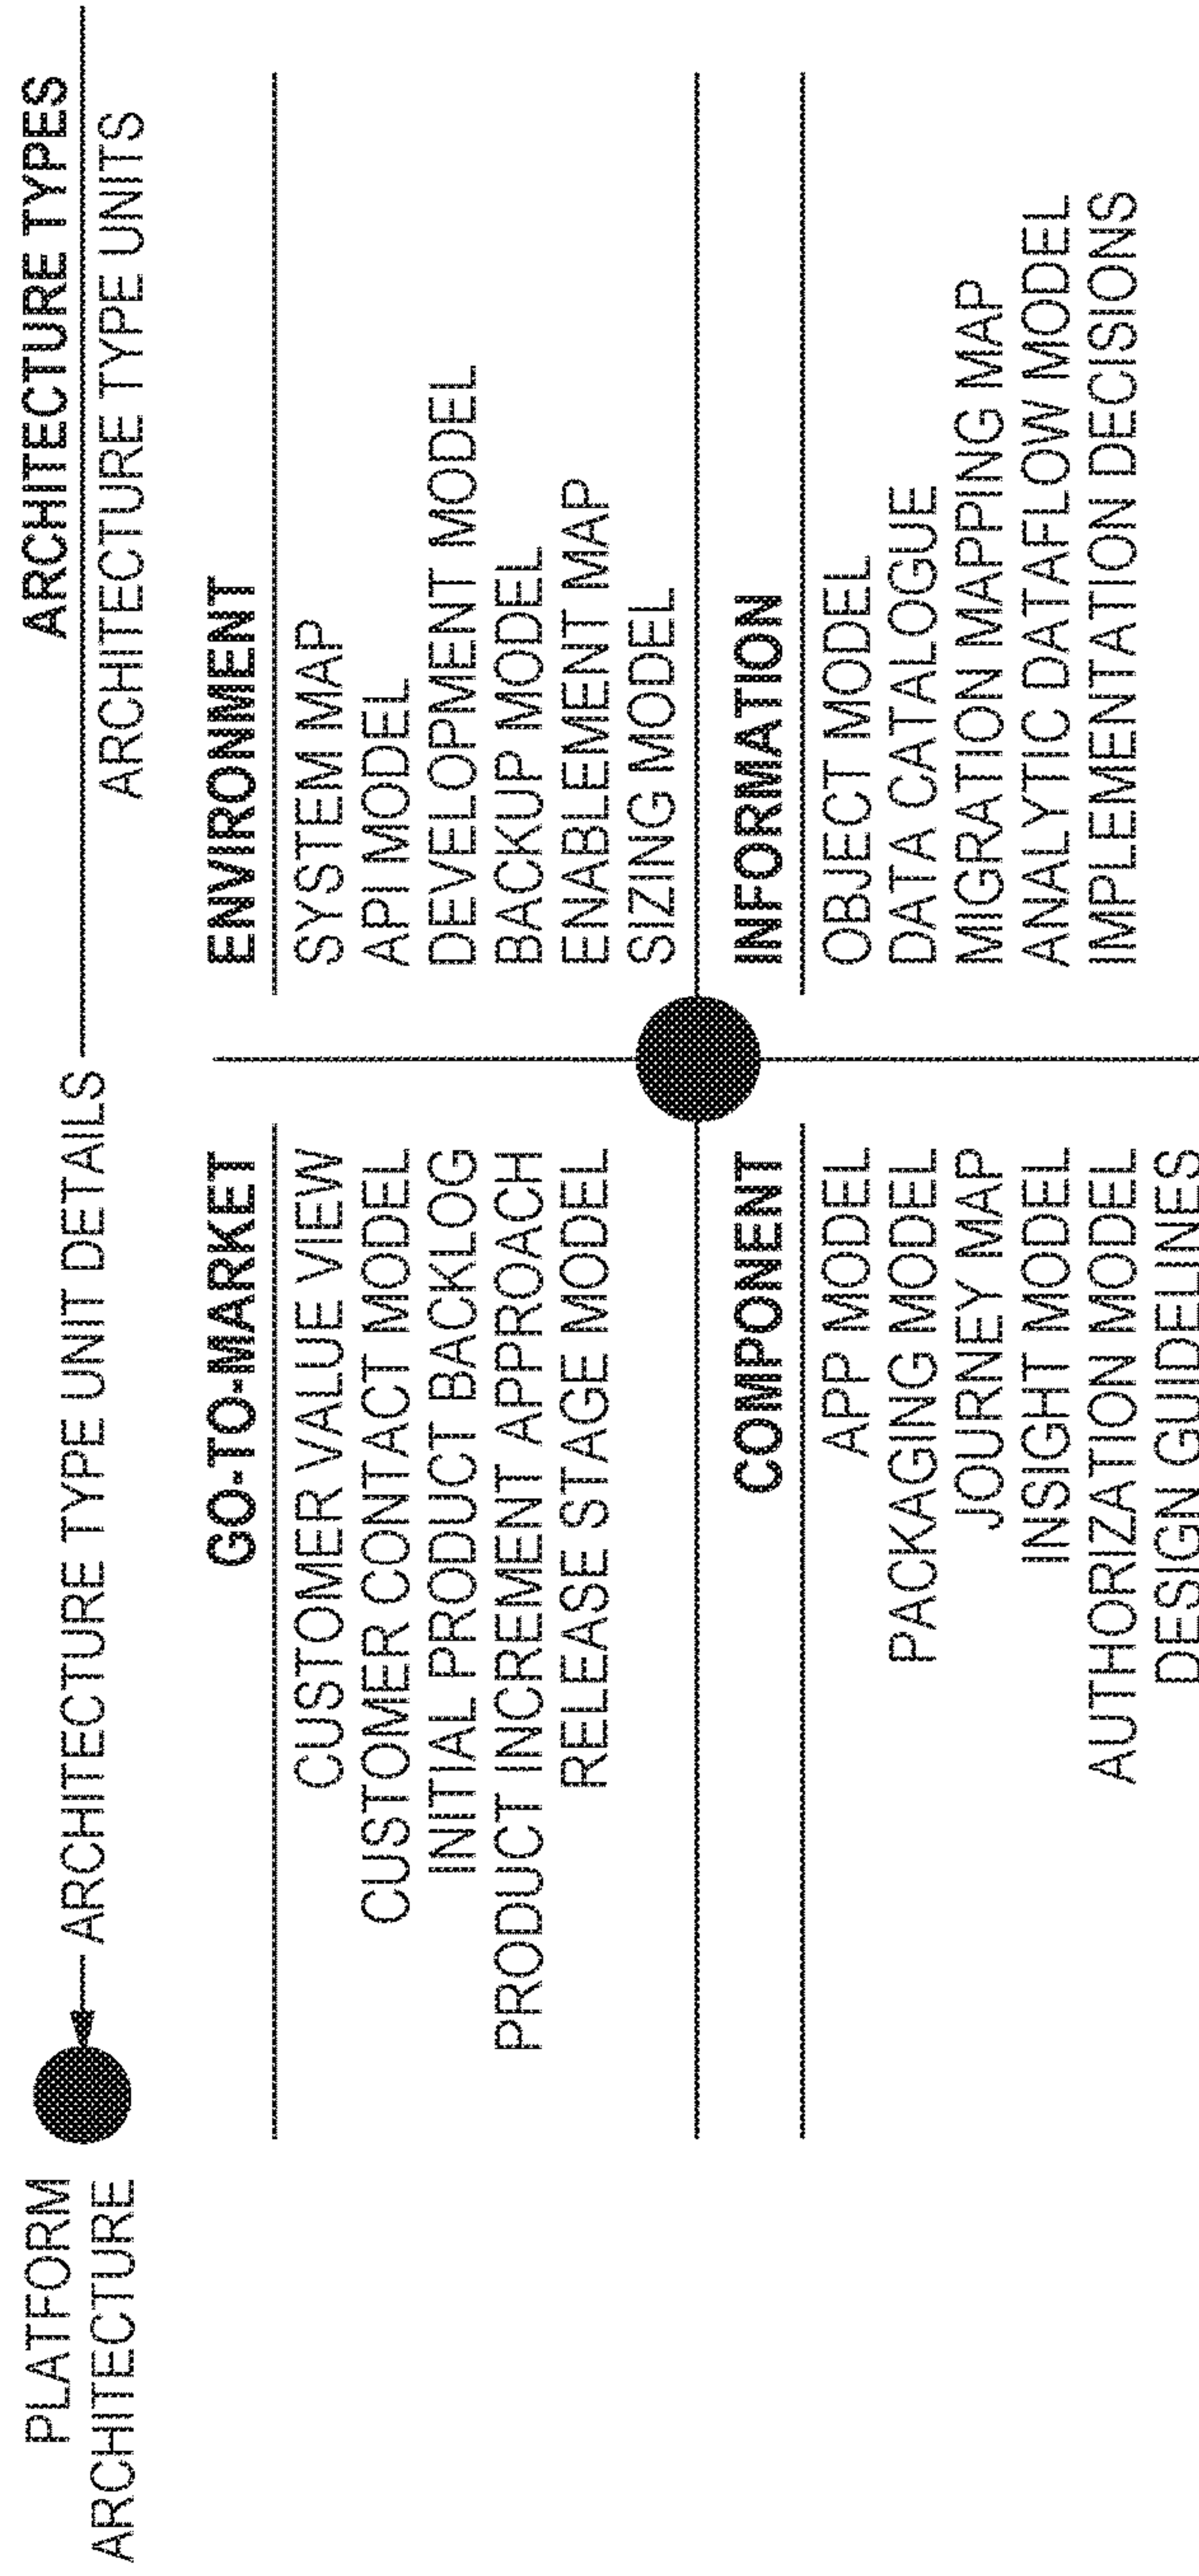 PLATFORM
ARCHITECTURE
ARCHITECTURE TYPE UNIT DETAILS
ARCHITECTURE TYPES
ARCHITECTURE TYPE UNITS
GO-TO-MARKET
CUSTOMER VALUE VIEW
CUSTOMER CONTACT MODEL
INITIAL PRODUCT BACKLOG
PRODUCT INCREMENT APPROACH
RELEASE STAGE MODEL
ENVIRONMENT
SYSTEM MAP
API MODEL
DEVELOPMENT MODEL
BACKUP MODEL
ENABLEMENT MAP
SIZING MODEL
COMPONENT
APP MODEL
PACKAGING MODEL
JOURNEY MAP
INSIGHT MODEL
AUTHORIZATION MODEL
DESIGN GUIDELINES
INFORMATION
OBJECT MODEL
DATA CATALOGUE
MIGRATION MAPPING MAP
ANALYTIC DATAFLOW MODEL
IMPLEMENTATION DECISIONS